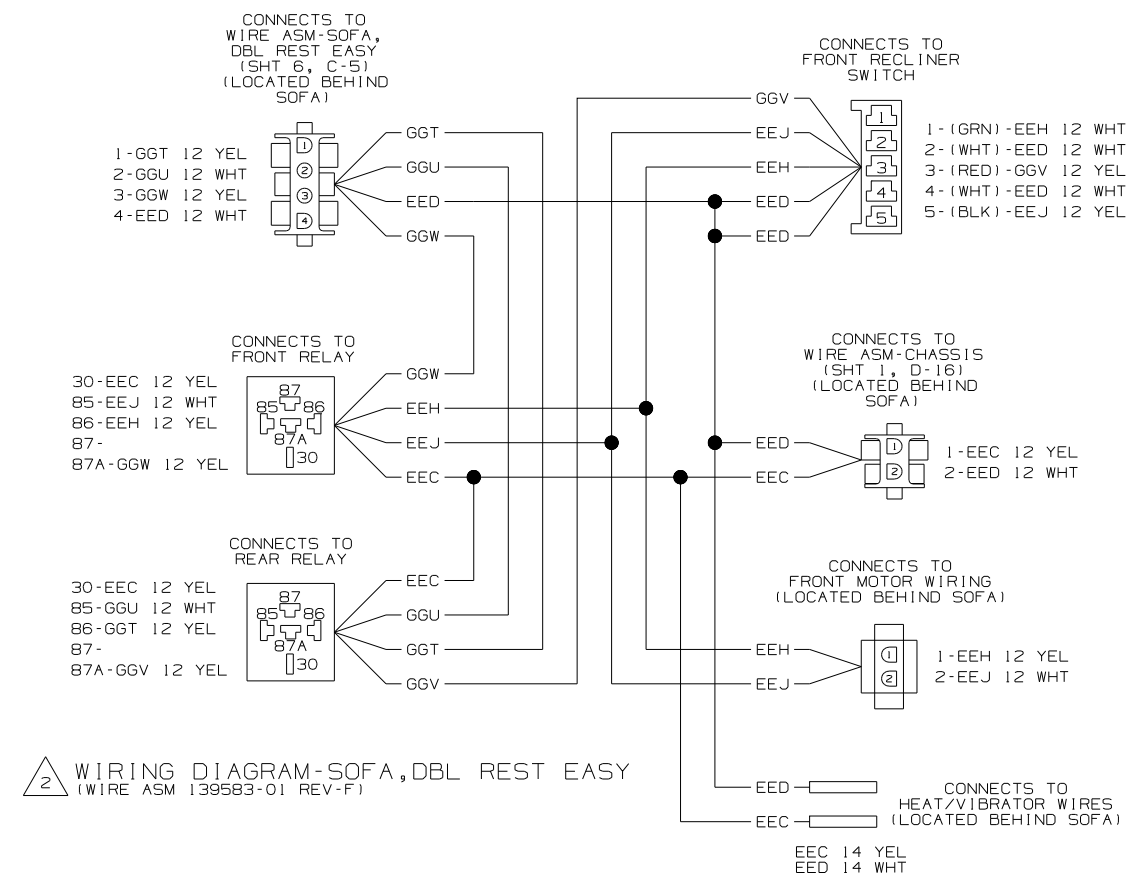 CONNECTS TO
WIRE ASM-SOFA,
DBL REST EASY
(SHT 6, C-5)
(LOCATED BEHIND
SOFA)
1-GGT 12 YEL
2-GGU 12 WHT
3-GGW 12 YEL
4-EED 12 WHT
1
2
3
4
GGT
GGU
EED
GGW
CONNECTS TO
FRONT RECLINER
SWITCH
GGV
EEJ
EEH
EED
EED
1
2
3
4
5
1-(GRN)-EEH 12 WHT
2-(WHT)-EED 12 WHT
3-(RED)-GGV 12 YEL
4-(WHT)-EED 12 WHT
5-(BLK)-EEJ 12 YEL
CONNECTS TO
FRONT RELAY
30-EEC 12 YEL
85-EEJ 12 WHT
86-EEH 12 YEL
87-
87A-GGW 12 YEL
87
85 86
87A
30
GGW
EEH
EEJ
EEC
CONNECTS TO
WIRE ASM-CHASSIS
(SHT 1, D-16)
(LOCATED BEHIND
SOFA)
EED
EEC
1
2
1-EEC 12 YEL
2-EED 12 WHT
CONNECTS TO
REAR RELAY
30-EEC 12 YEL
85-GGU 12 WHT
86-GGT 12 YEL
87-
87A-GGV 12 YEL
87
85 86
87A
30
EEC
GGU
GGT
GGV
CONNECTS TO
FRONT MOTOR WIRING
(LOCATED BEHIND SOFA)
EEH
EEJ
1
2
1-EEH 12 YEL
2-EEJ 12 WHT
2
WIRING DIAGRAM-SOFA,DBL REST EASY
(WIRE ASM 139583-01 REV-F)
EED
EEC
CONNECTS TO
HEAT/VIBRATOR WIRES
(LOCATED BEHIND SOFA)
EEC 14 YEL
EED 14 WHT